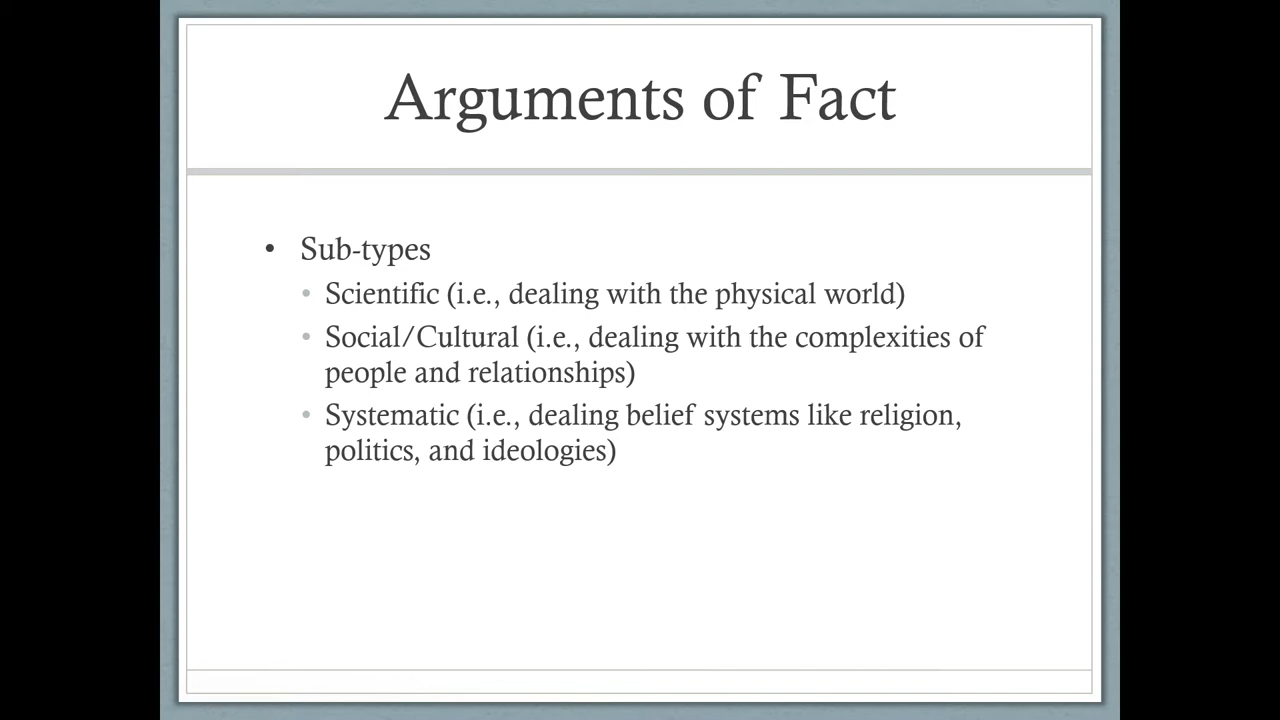 Arguments of Fact
• Sub-types
• Scientific (i.e., dealing with the physical world)
• Social/Cultural (i.e., dealing with the complexities of
people and relationships)
• Systematic (i.e., dealing belief systems like religion,
politics, and ideologies)